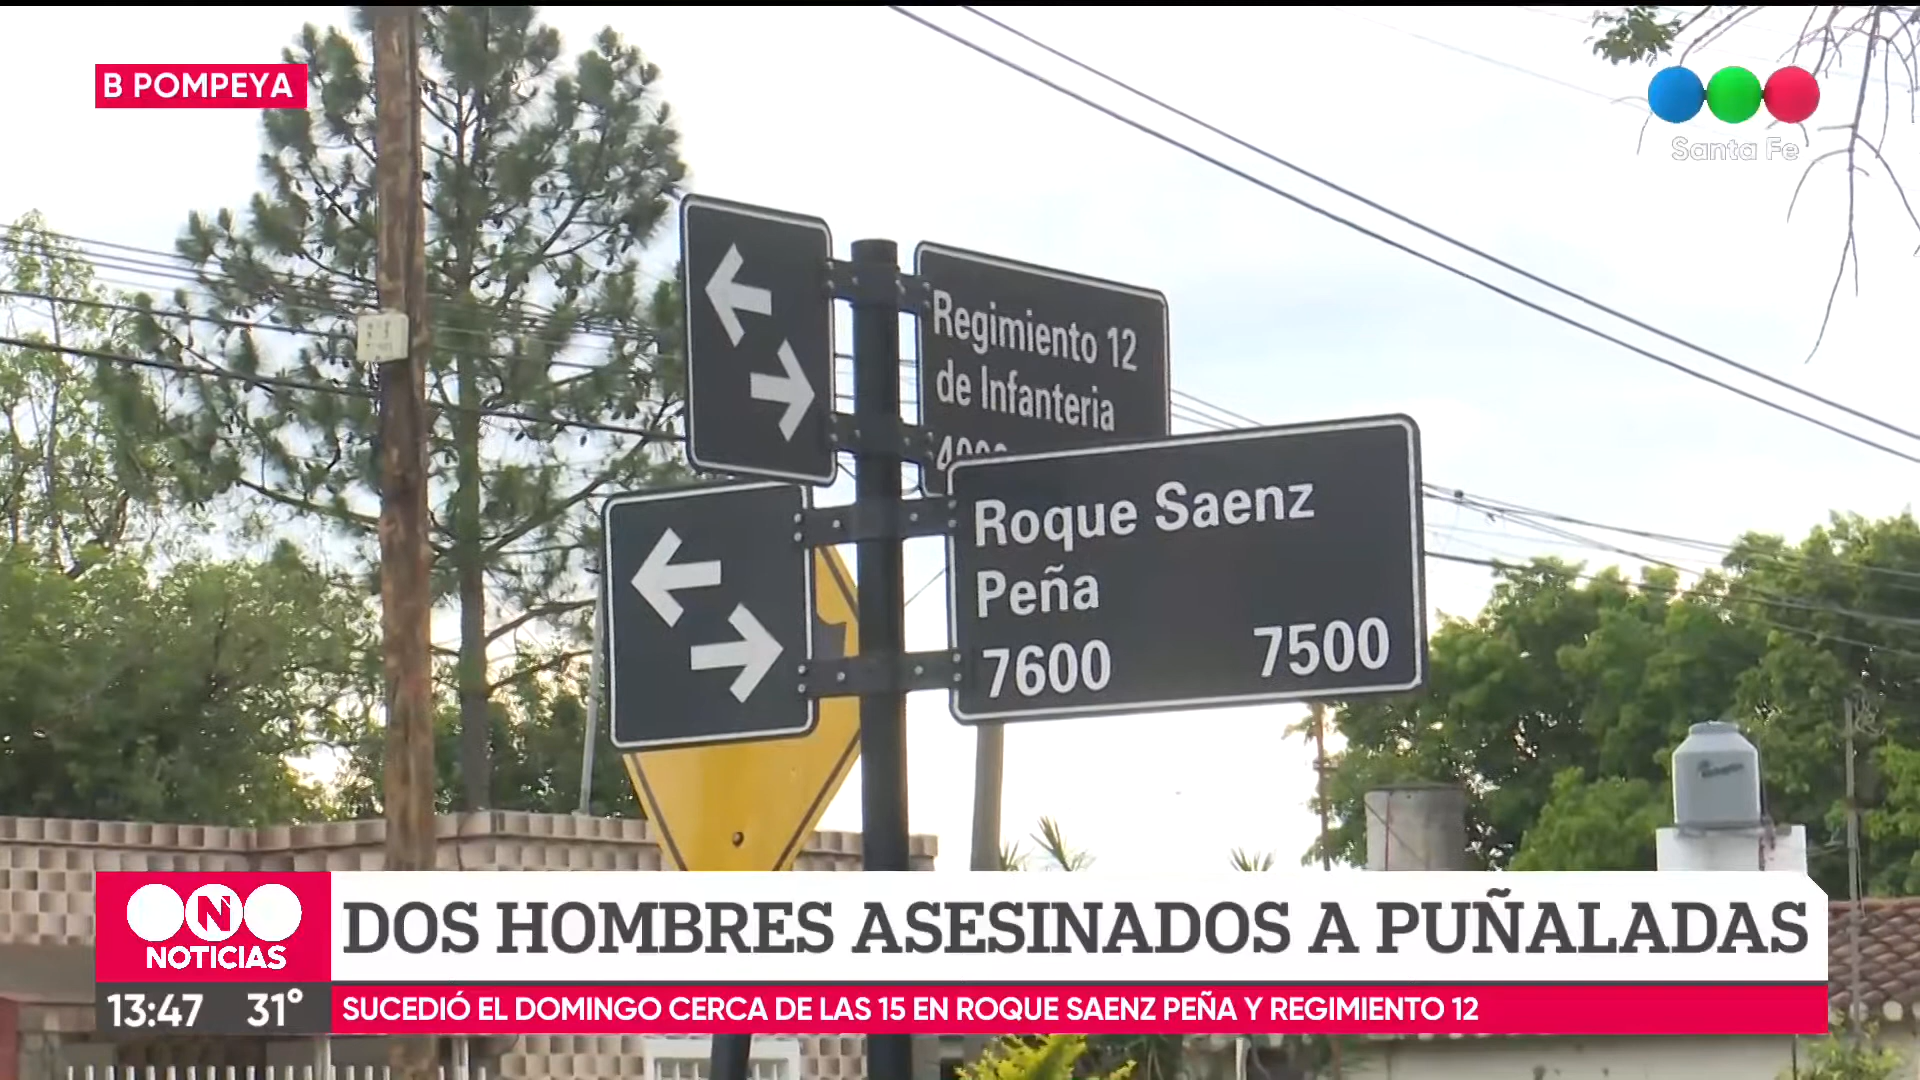 B POMPEYA
Santa Fe
Regimiento 12
de Infanteria
Roque Saenz
Peña
7600 7500
N
NOTICIAS
DOS HOMBRES ASESINADOS A PUÑALADAS
13:47 31°
SUCEDIÓ EL DOMINGO CERCA DE LAS 15 EN ROQUE SAENZ PEÑA Y REGIMIENTO 12